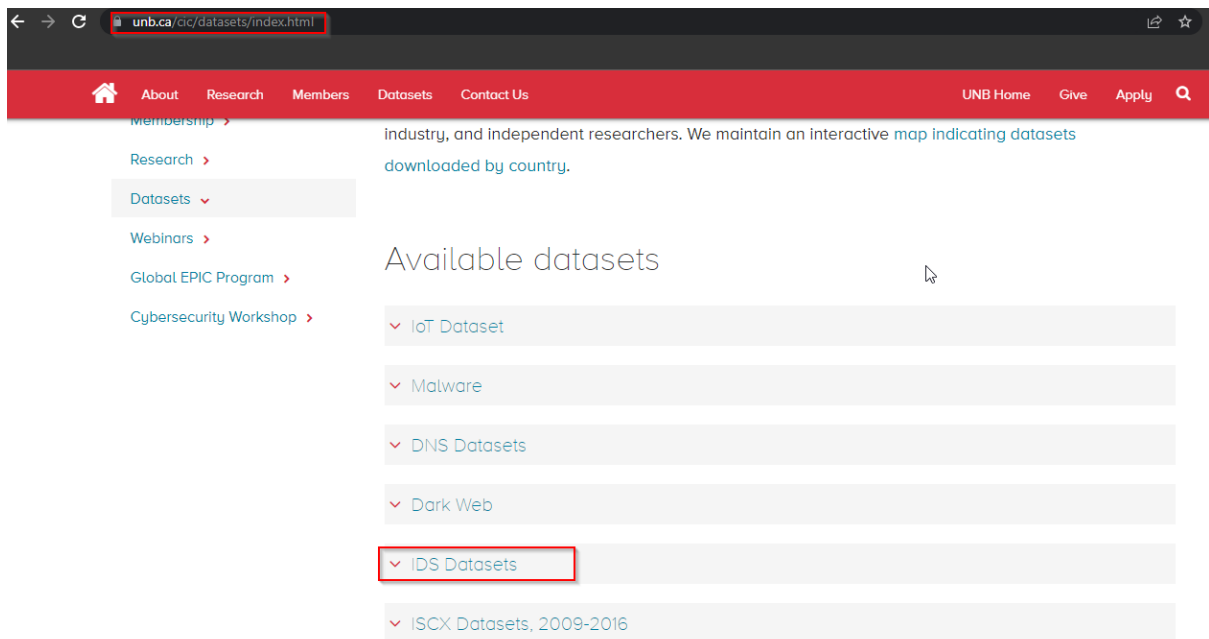 unb.ca/cic/datasets/index.html
About Research Members Datasets Contact Us UNB Home Give Apply
Membership
Research
Datasets
Webinars
Global EPIC Program
Cybersecurity Workshop
industry, and independent researchers. We maintain an interactive map indicating datasets
downloaded by country.
Available datasets
IoT Dataset
Malware
DNS Datasets
Dark Web
IDS Datasets
ISCX Datasets, 2009-2016